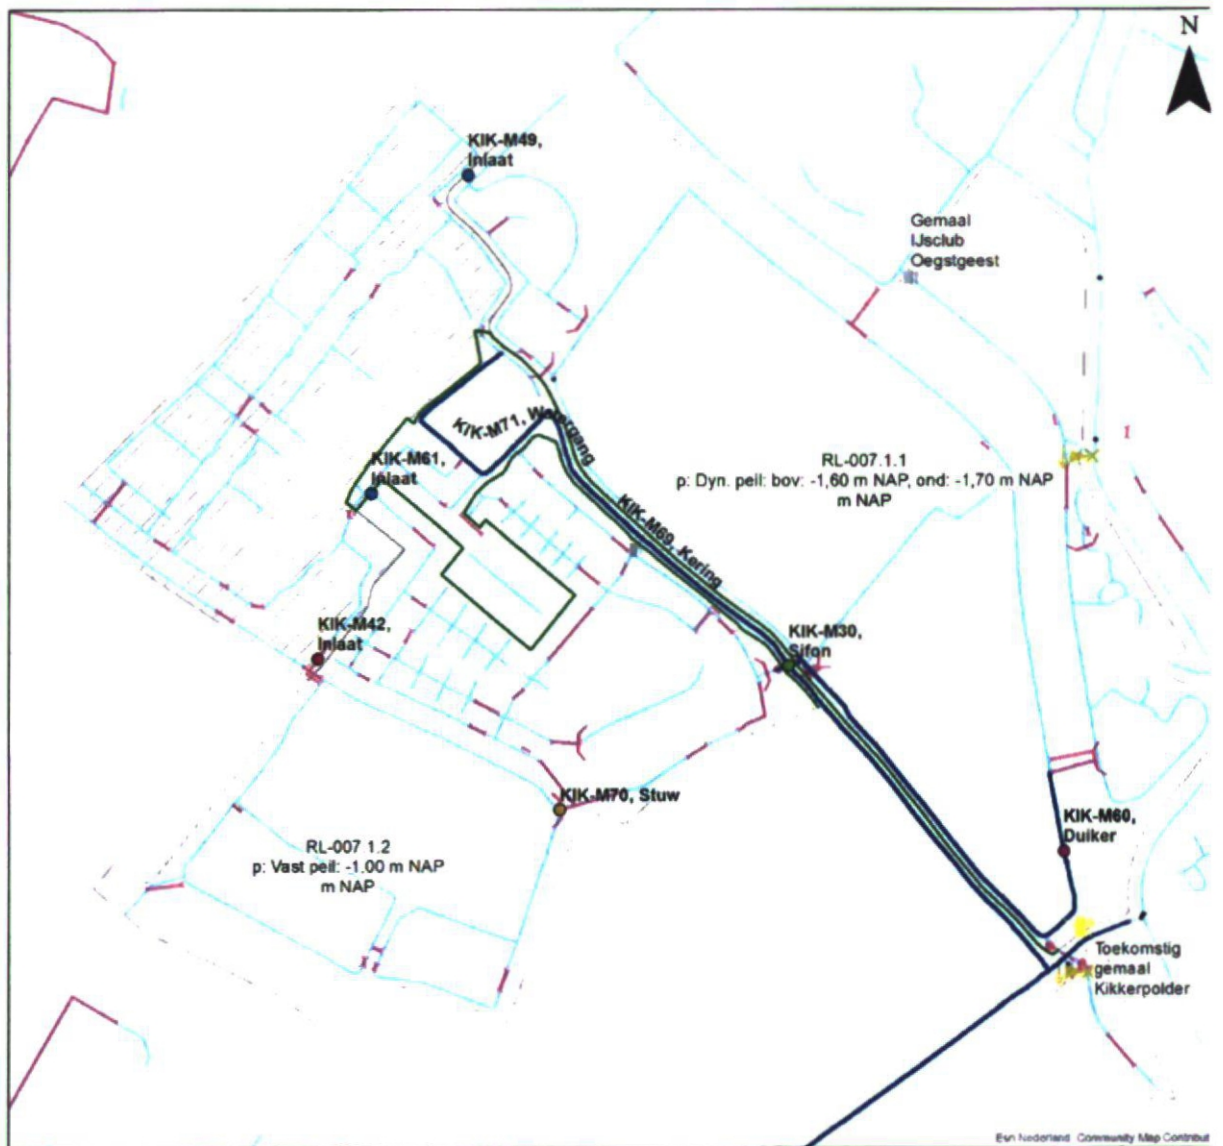 N
KIK-M49,
Inlaat
Gemaal
IJsclub
Oegstgeest
KIK-M71, Watergang
KIK-M61,
Inlaat
RL-007.1.1
p: Dyn. peil: bov: -1,60 m NAP, ond: -1,70 m NAP
m NAP
KIK-M69, Kering
KIK-M42,
Inlaat
KIK-M30,
Sifon
KIK-M70, Stuw
KIK-M60,
Duiker
RL-007 1.2
p: Vast peil: -1.00 m NAP
m NAP
Toekomstig
gemaal
Kikkerpolder
Esri Nederland, Community Map Contribut